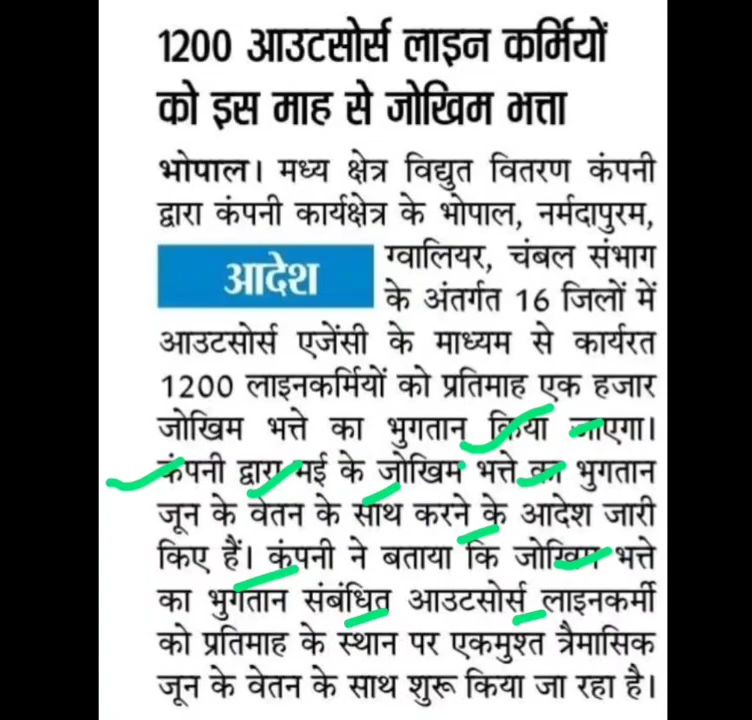 1200 आउटसोर्स लाइन कर्मियों
को इस माह से जोखिम भत्ता
भोपाल। मध्य क्षेत्र विद्युत वितरण कंपनी
द्वारा कंपनी कार्यक्षेत्र के भोपाल, नर्मदापुरम,
आदेश
ग्वालियर, चंबल संभाग
के अंतर्गत 16 जिलों में
आउटसोर्स एजेंसी के माध्यम से कार्यरत
1200 लाइनकर्मियों को प्रतिमाह एक हजार
जोखिम भत्ते का भुगतान किया जाएगा।
कंपनी द्वारा मई के जोखिम भत्ते का भुगतान
जून के वेतन के साथ करने के आदेश जारी
किए हैं। कंपनी ने बताया कि जोखिम भत्ते
का भुगतान संबंधित आउटसोर्स लाइनकर्मी
को प्रतिमाह के स्थान पर एकमुश्त त्रैमासिक
जून के वेतन के साथ शुरू किया जा रहा है।